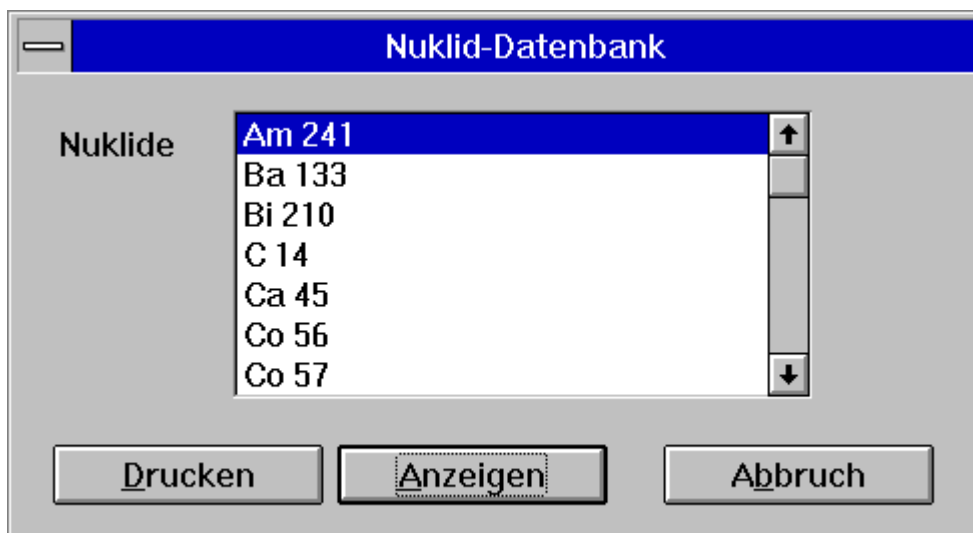 Nuklid-Datenbank
Nuklide
Am 241
Ba 133
Bi 210
C 14
Ca 45
Co 56
Co 57
Drucken Anzeigen Abbruch